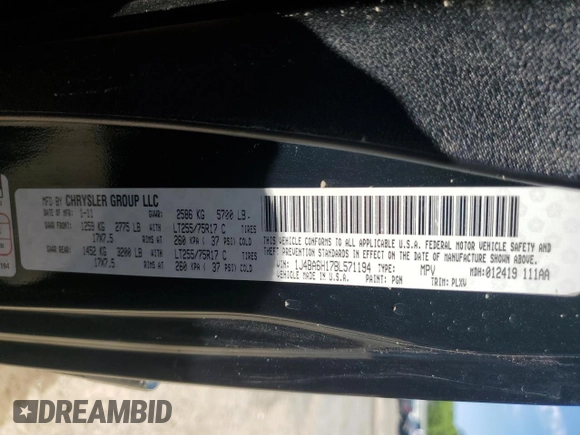 MFD BY CHRYSLER GROUP LLC
DATE OF MFR: 1-11 GVWR: 2586 KG 5700 LB
GAWR FRONT: 1259 KG 2775 LB WITH LT255/75R17 C TIRES
17X7.5 RIMS AT 260 KPA ( 37 PSI) COLD
GAWR REAR: 1452 KG 3200 LB WITH LT255/75R17 C TIRES
17X7.5 RIMS AT 260 KPA ( 37 PSI) COLD
THIS VEHICLE CONFORMS TO ALL APPLICABLE U.S.A. FEDERAL MOTOR VEHICLE SAFETY, BUMPER AND
THEFT PREVENTION STANDARDS IN EFFECT ON THE DATE OF MANUFACTURE SHOWN ABOVE.
VIN: 1J4BA6H17BL571194 TYPE: MPV MDH: 012419 111AA
MADE IN U.S.A. PAINT: PGN TRIM: PLXV
DREAMBID